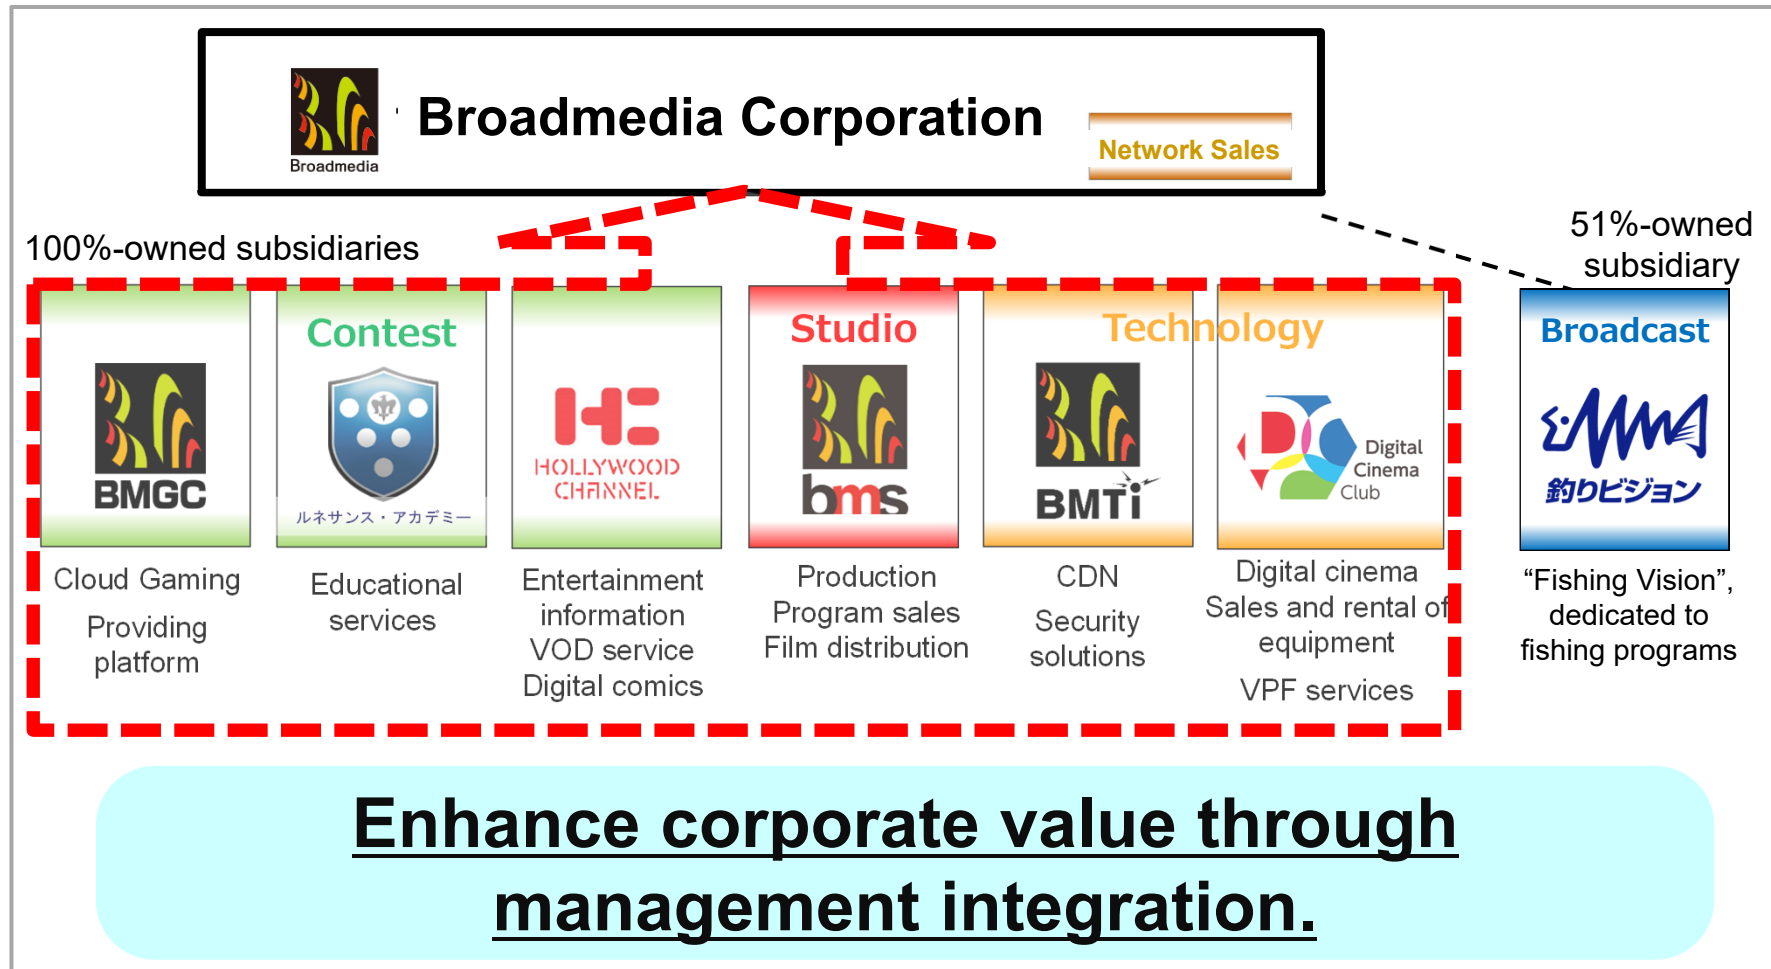 Broadmedia
Broadmedia Corporation
Network Sales
100%-owned subsidiaries
51%-owned
subsidiary
Contest
Studio
Technology
Broadcast
BMGC
ルネサンス・アカデミー
HOLLYWOOD
CHANNEL
bms
BMTi
Digital
Cinema
Club
釣りビジョン
Cloud Gaming
Providing
platform
Educational
services
Entertainment
information
VOD service
Digital comics
Production
Program sales
Film distribution
CDN
Security
solutions
Digital cinema
Sales and rental of
equipment
VPF services
“Fishing Vision”,
dedicated to
fishing programs
Enhance corporate value through
management integration.